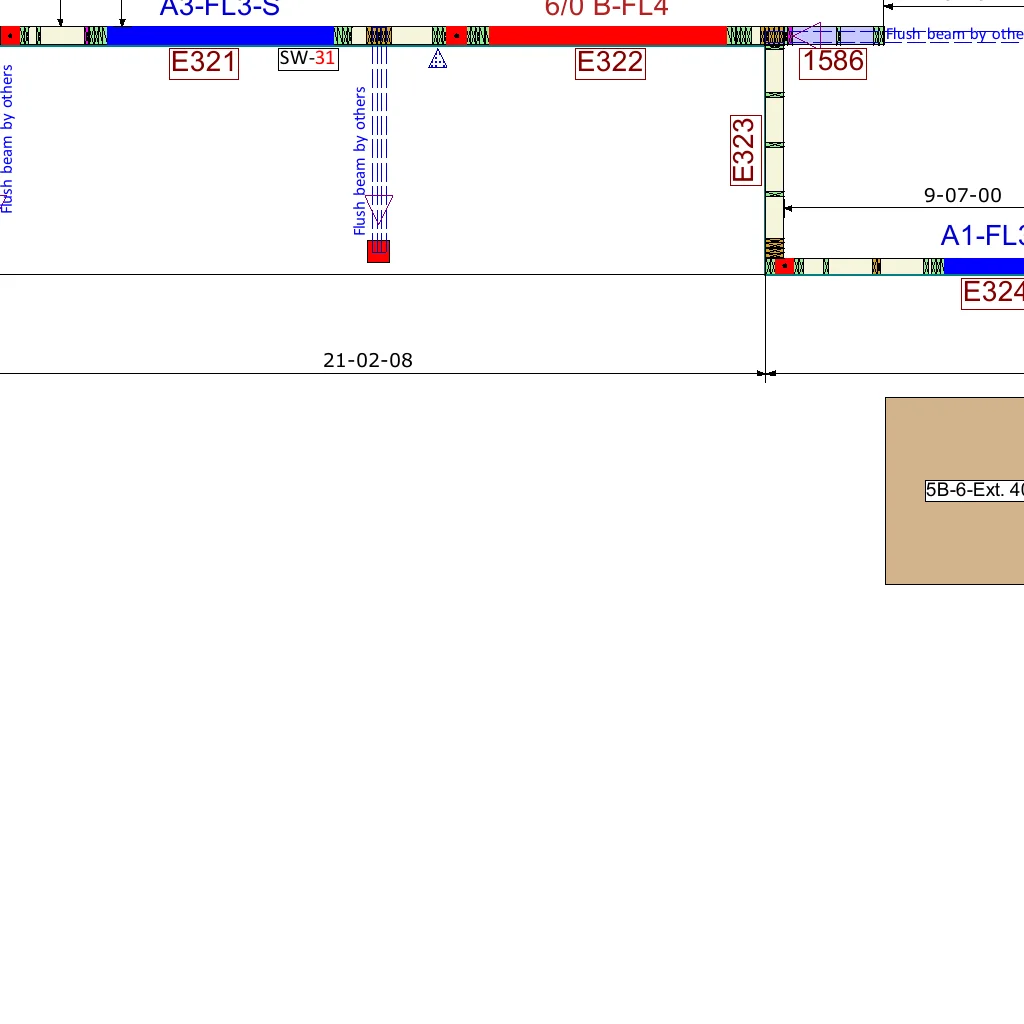 A3-FL3-S
6/0 B-FL4
Flush beam by othe
E321
SW-31
E322
1586
Flush beam by others
Flush beam by others
E323
9-07-00
A1-FL3
E324
21-02-08
5B-6-Ext. 40